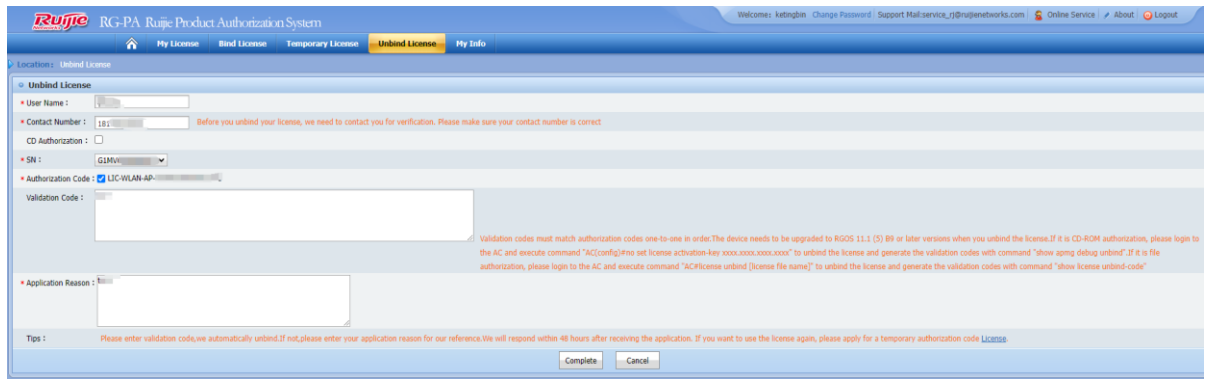 Ruijie Networks RG-PA Ruijie Product Authorization System
Welcome: ketingbin Change Password Support Mail:service_rj@ruijienetworks.com Online Service About Logout
My License Bind License Temporary License Unbind License My Info
Location: Unbind License
Unbind License
* User Name :
* Contact Number : 181 Before you unbind your license, we need to contact you for verification. Please make sure your contact number is correct
CD Authorization :
* SN : G1MV
* Authorization Code : LIC-WLAN-AP-
Validation Code :
Validation codes must match authorization codes one-to-one in order.The device needs to be upgraded to RGOS 11.1 (5) B9 or later versions when you unbind the license.If it is CD-ROM authorization, please login to
the AC and execute command "AC(config)#no set license activation-key xxxx.xxxx.xxxx.xxxx" to unbind the license and generate the validation codes with command "show apmg debug unbind".If it is file
authorization, please login to the AC and execute command "AC#license unbind [license file name]" to unbind the license and generate the validation codes with command "show license unbind-code"
* Application Reason :
Tips : Please enter validation code,we automatically unbind.If not,please enter your application reason for our reference.We will respond within 48 hours after receiving the application. If you want to use the license again, please apply for a temporary authorization code License.
Complete Cancel